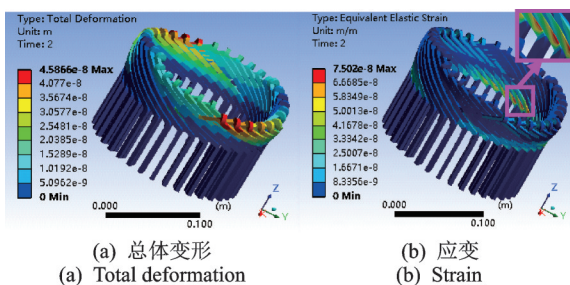 Type: Total Deformation
Unit: m
Time: 2
4.5866e-8 Max
4.077e-8
3.5674e-8
3.0577e-8
2.5481e-8
2.0385e-8
1.5289e-8
1.0192e-8
5.0962e-9
0 Min
Z
Y
0.000
(m)
0.100
Type: Equivalent Elastic Strain
Unit: m/m
Time: 2
7.502e-8 Max
6.6685e-8
5.8349e-8
5.0013e-8
4.1678e-8
3.3342e-8
2.5007e-8
1.6671e-8
8.3356e-9
0 Min
Z
Y
0.000
(m)
0.100
(a) 总体变形
(a) Total deformation
(b) 应变
(b) Strain